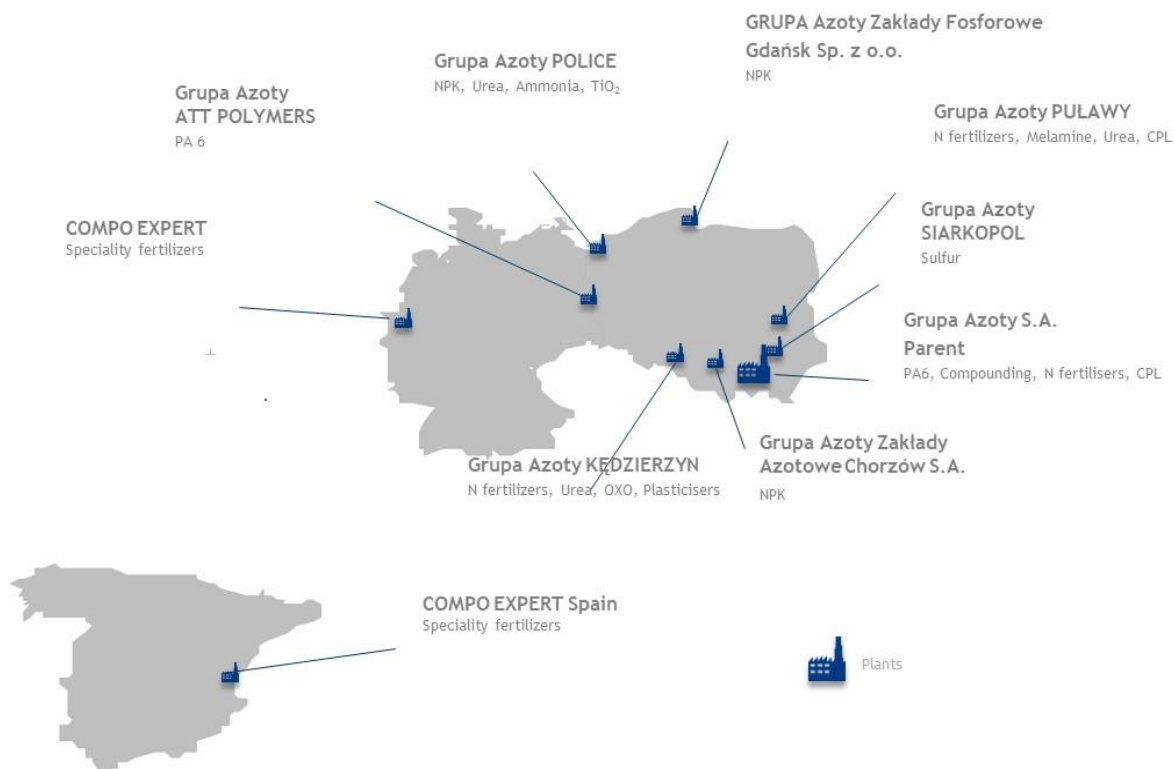 GRUPA Azoty Zakłady Fosforowe
Gdańsk Sp. z o.o.
NPK
Grupa Azoty POLICE
NPK, Urea, Ammonia, TiO₂
Grupa Azoty
ATT POLYMERS
PA 6
Grupa Azoty PUŁAWY
N fertilizers, Melamine, Urea, CPL
COMPO EXPERT
Speciality fertilizers
Grupa Azoty
SIARKOPOL
Sulfur
Grupa Azoty S.A.
Parent
PA6, Compounding, N fertilisers, CPL
Grupa Azoty KĘDZIERZYN
N fertilizers, Urea, OXO, Plasticisers
Grupa Azoty Zakłady
Azotowe Chorzów S.A.
NPK
COMPO EXPERT Spain
Speciality fertilizers
Plants